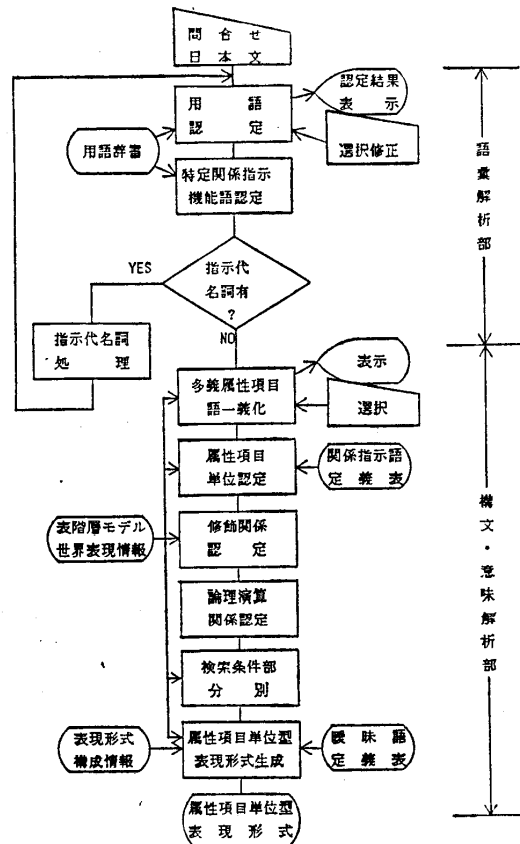 問合せ
日本文
認定結果
表示
用語
認定
選択修正
用語辞書
特定関係指示
機能語認定
YES
指示代
名詞有
?
NO
指示代名詞
処理
表示
多義属性項目
語一義化
選択
属性項目
単位認定
関係指示語
定義表
表階層モデル
世界表現情報
修飾関係
認定
論理演算
関係認定
検索条件部
分別
表現形式
構成情報
属性項目単位型
表現形式生成
曖昧語
定義表
属性項目単位型
表現形式
語彙解析部
構文・意味解析部